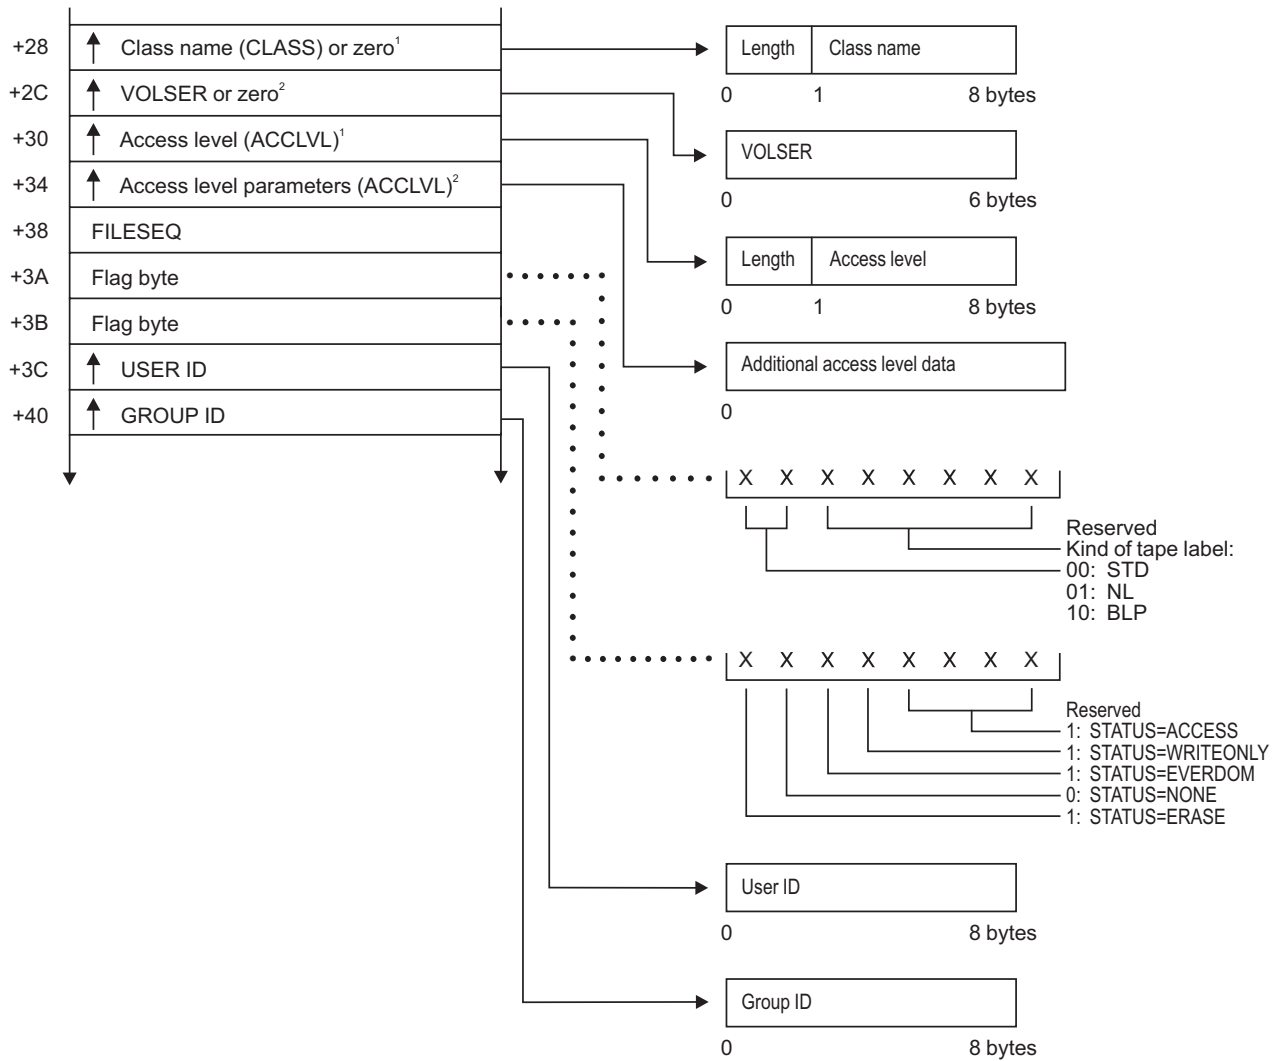 +28 Class name (CLASS) or zero¹
+2C VOLSER or zero²
+30 Access level (ACCLVL)¹
+34 Access level parameters (ACCLVL)²
+38 FILESEQ
+3A Flag byte
+3B Flag byte
+3C USER ID
+40 GROUP ID
Length Class name
0 1 8 bytes
VOLSER
0 6 bytes
Length Access level
0 1 8 bytes
Additional access level data
0
X X X X X X X X
Reserved
Kind of tape label:
00: STD
01: NL
10: BLP
X X X X X X X X
Reserved
1: STATUS=ACCESS
1: STATUS=WRITEONLY
1: STATUS=EVERDOM
0: STATUS=NONE
1: STATUS=ERASE
User ID
0 8 bytes
Group ID
0 8 bytes